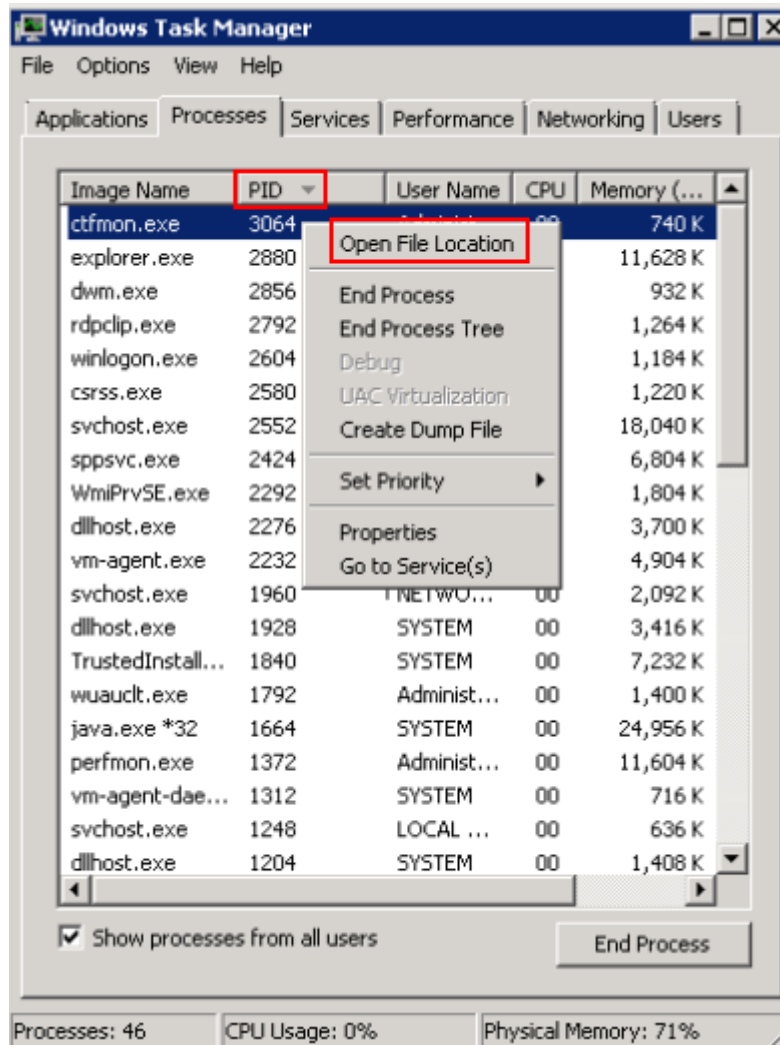 Windows Task Manager
File Options View Help
Applications Processes Services Performance Networking Users
Image Name PID User Name CPU Memory (...
ctfmon.exe 3064 740 K
Open File Location
explorer.exe 2880 11,628 K
dwm.exe 2856 932 K
End Process
rdpclip.exe 2792 1,264 K
End Process Tree
winlogon.exe 2604 1,184 K
Debug
csrss.exe 2580 1,220 K
UAC Virtualization
svchost.exe 2552 18,040 K
Create Dump File
sppsvc.exe 2424 6,804 K
Set Priority
WmiPrvSE.exe 2292 1,804 K
dllhost.exe 2276 3,700 K
Properties
vm-agent.exe 2232 4,904 K
Go to Service(s)
svchost.exe 1960 NETWO... 00 2,092 K
dllhost.exe 1928 SYSTEM 00 3,416 K
TrustedInstall... 1840 SYSTEM 00 7,232 K
wuauclt.exe 1792 Administ... 00 1,400 K
java.exe *32 1664 SYSTEM 00 24,956 K
perfmon.exe 1372 Administ... 00 11,604 K
vm-agent-dae... 1312 SYSTEM 00 716 K
svchost.exe 1248 LOCAL ... 00 636 K
dllhost.exe 1204 SYSTEM 00 1,408 K
Show processes from all users
End Process
Processes: 46 CPU Usage: 0% Physical Memory: 71%